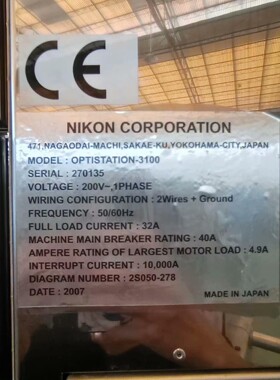 CE
NIKON CORPORATION
471,NAGAODAI-MACHI,SAKAE-KU,YOKOHAMA-CITY,JAPAN
MODEL : OPTISTATION-3100
SERIAL : 270135
VOLTAGE : 200V~,1PHASE
WIRING CONFIGURATION : 2Wires + Ground
FREQUENCY : 50/60Hz
FULL LOAD CURRENT : 32A
MACHINE MAIN BREAKER RATING : 40A
AMPERE RATING OF LARGEST MOTOR LOAD : 4.9A
INTERRUPT CURRENT : 10,000A
DIAGRAM NUMBER : 2S050-278
DATE : 2007 MADE IN JAPAN